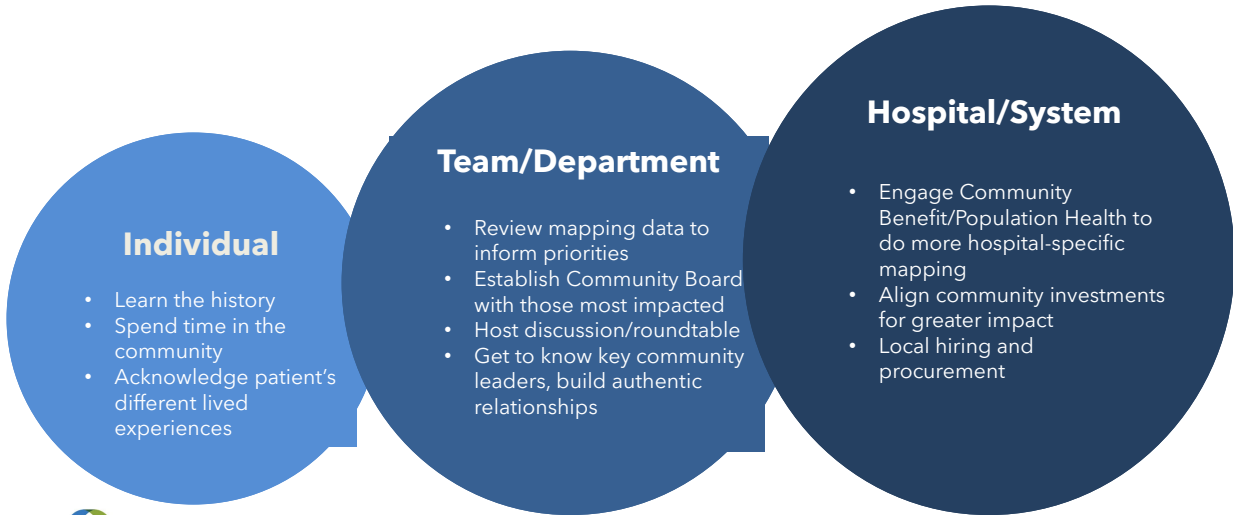 Individual
• Learn the history
• Spend time in the
community
• Acknowledge patient’s
different lived
experiences
Team/Department
• Review mapping data to
inform priorities
• Establish Community Board
with those most impacted
• Host discussion/roundtable
• Get to know key community
leaders, build authentic
relationships
Hospital/System
• Engage Community
Benefit/Population Health to
do more hospital-specific
mapping
• Align community investments
for greater impact
• Local hiring and
procurement